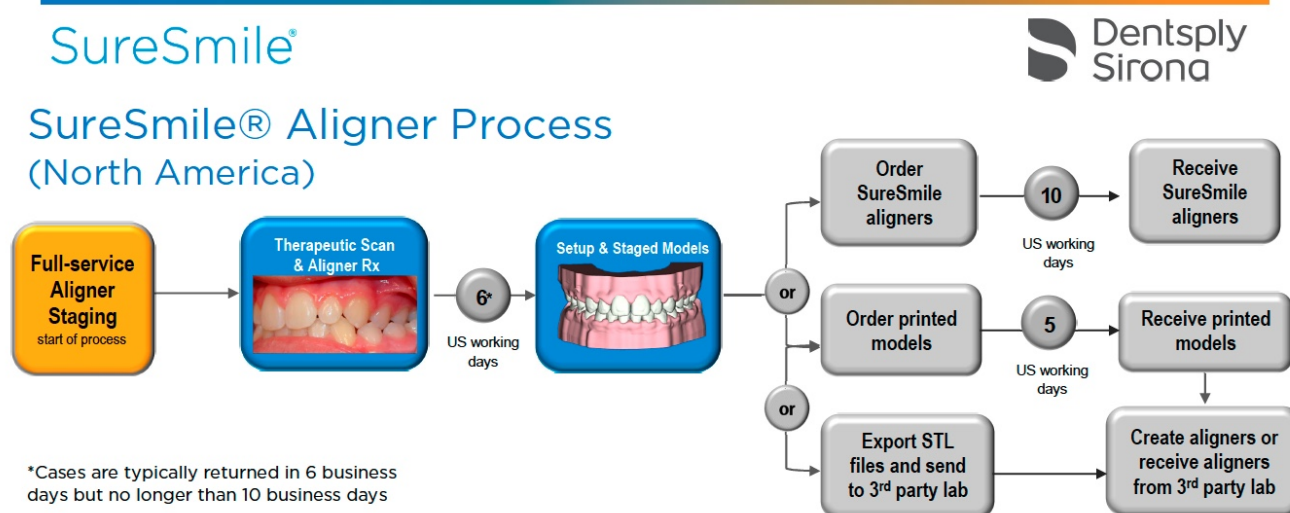 SureSmile®
Dentsply
Sirona
SureSmile® Aligner Process
(North America)
Full-service
Aligner
Staging
start of process
Therapeutic Scan
& Aligner Rx
6*
US working
days
Setup & Staged Models
or
or
Order
SureSmile
aligners
10
US working
days
Receive
SureSmile
aligners
Order printed
models
5
US working
days
Receive printed
models
Export STL
files and send
to 3rd party lab
Create aligners or
receive aligners
from 3rd party lab
*Cases are typically returned in 6 business
days but no longer than 10 business days